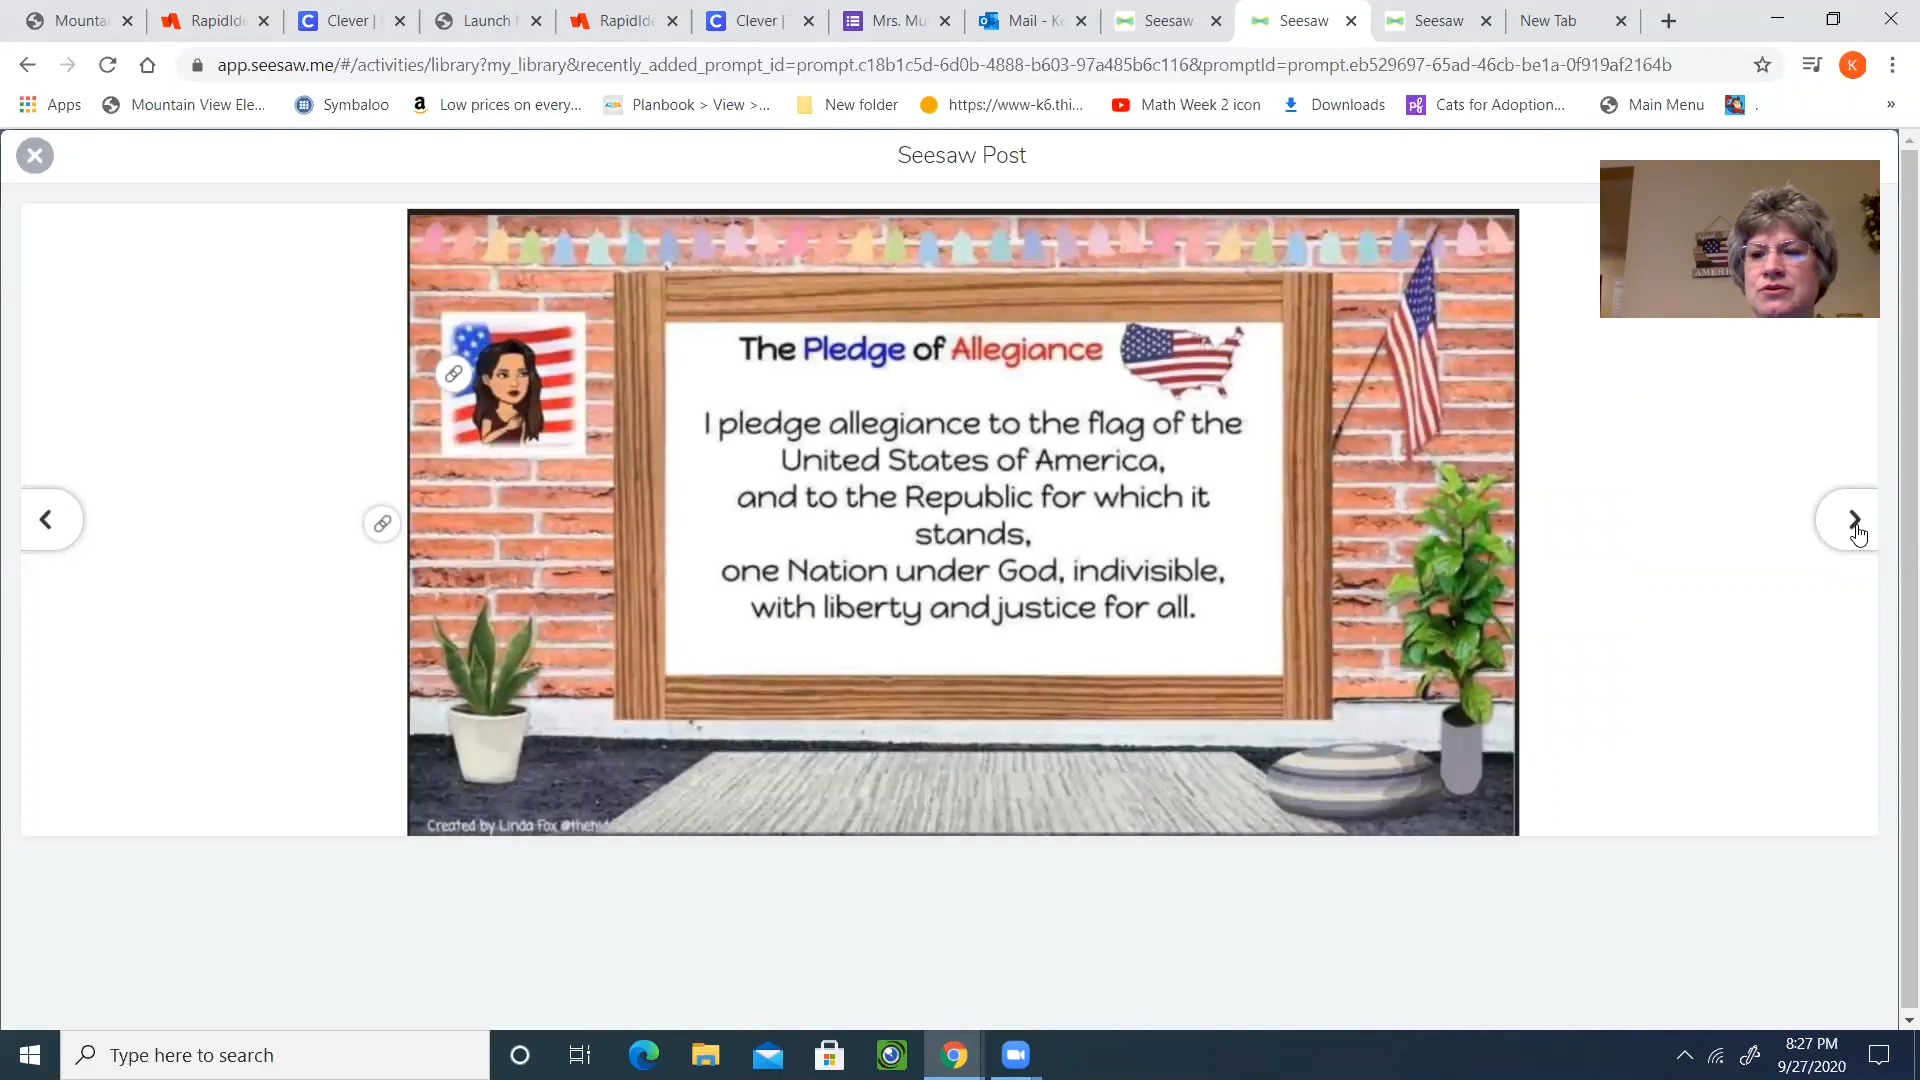 Mountai
RapidIde
Clever |
Launch
RapidIde
Clever |
Mrs. Mu
Mail - Ke
Seesaw
Seesaw
Seesaw
New Tab
app.seesaw.me/#/activities/library?my_library&recently_added_prompt_id=prompt.c18b1c5d-6d0b-4888-b603-97a485b6c116&promptId=prompt.eb529697-65ad-46cb-be1a-0f919af2164b
K
Apps
Mountain View Ele...
Symbaloo
Low prices on every...
Planbook > View >...
New folder
https://www-k6.thi...
Math Week 2 icon
Downloads
Cats for Adoption...
Main Menu
.
»
Seesaw Post
AMERICA
The Pledge of Allegiance
I pledge allegiance to the flag of the
United States of America,
and to the Republic for which it
stands,
one Nation under God, indivisible,
with liberty and justice for all.
Created by Linda Fox
Type here to search
8:27 PM
9/27/2020